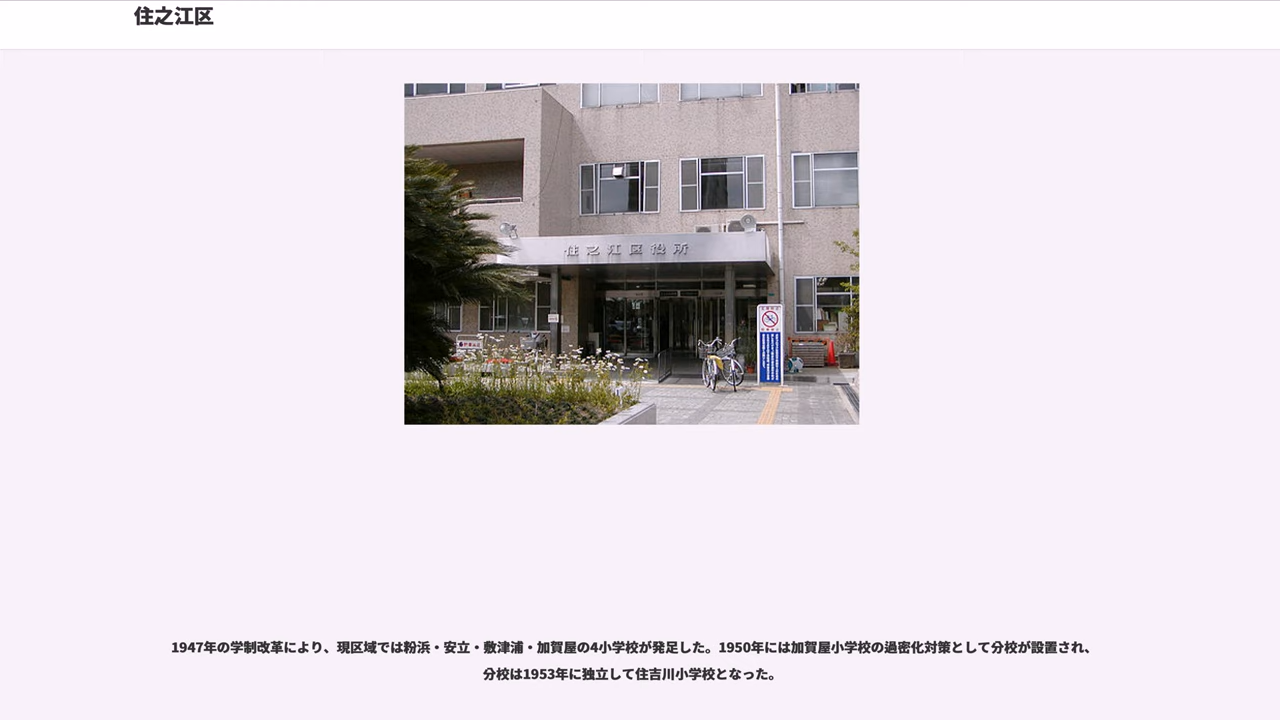 住之江区
住之江区役所
1947年の学制改革により、現区域では粉浜・安立・敷津浦・加賀屋の4小学校が発足した。1950年には加賀屋小学校の過密化対策として分校が設置され、
分校は1953年に独立して住吉川小学校となった。